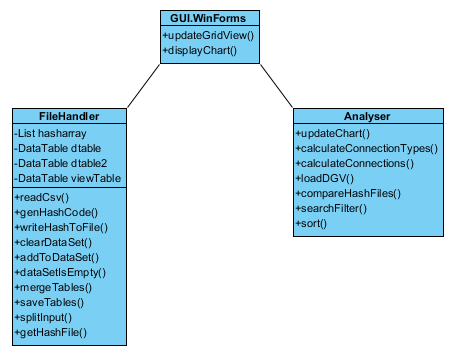 GUI.WinForms
+updateGridView()
+displayChart()
FileHandler
-List hasharray
-DataTable dtable
-DataTable dtable2
-DataTable viewTable
+readCsv()
+genHashCode()
+writeHashToFile()
+clearDataSet()
+addToDataSet()
+dataSetIsEmpty()
+mergeTables()
+saveTables()
+splitInput()
+getHashFile()
Analyser
+updateChart()
+calculateConnectionTypes()
+calculateConnections()
+loadDGV()
+compareHashFiles()
+searchFilter()
+sort()